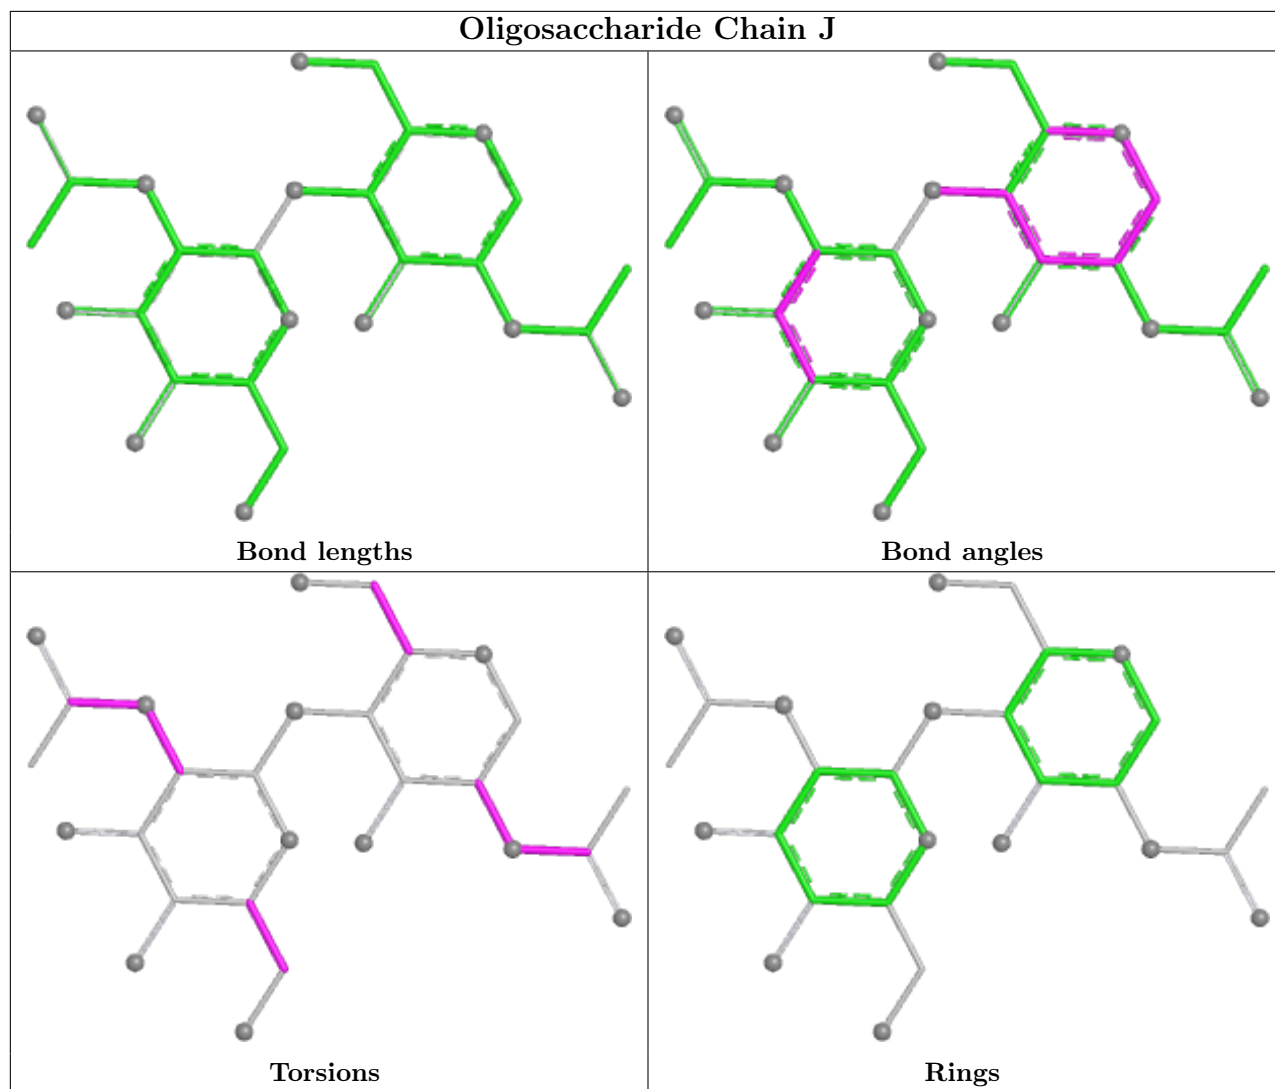 Oligosaccharide Chain J
Bond lengths
Bond angles
Torsions
Rings